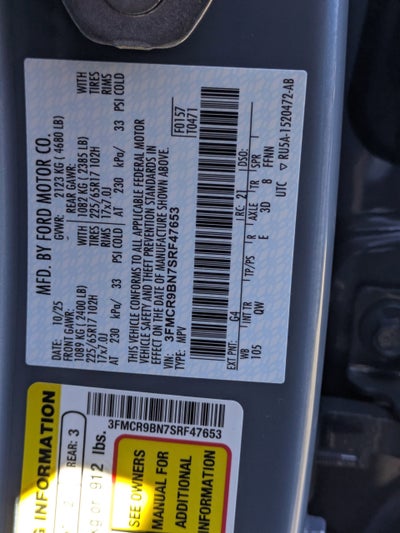 MFD. BY FORD MOTOR CO.
DATE: 10/25
GVWR: 2123 KG ( 4680 LB)
FRONT GAWR:
1089 KG ( 2400 LB)
REAR GAWR:
1082 KG ( 2385 LB)
WITH
225/65R17 102H
TIRES
225/65R17 102H
WITH
TIRES
17x7.0J
RIMS
17x7.0J
RIMS
AT 230 kPa/ 33 PSI COLD
AT 230 kPa/ 33 PSI COLD
THIS VEHICLE CONFORMS TO ALL APPLICABLE FEDERAL MOTOR
VEHICLE SAFETY AND THEFT PREVENTION STANDARDS IN
EFFECT ON THE DATE OF MANUFACTURE SHOWN ABOVE.
VIN: 3FMCR9BN7SRF47653
TYPE: MPV
F0157
T0471
EXT PNT: G4
RC: 21
DSO:
WB
INT TR
TP/PS
R
AXLE
TR
SPR
105
QW
E
3D
8
FFNN
UTC
RU5A-1520472-AB
3FMCR9BN7SRF47653
INFORMATION
REAR: 3
912 lbs.
SEE OWNERS
MANUAL FOR
ADDITIONAL
INFORMATION